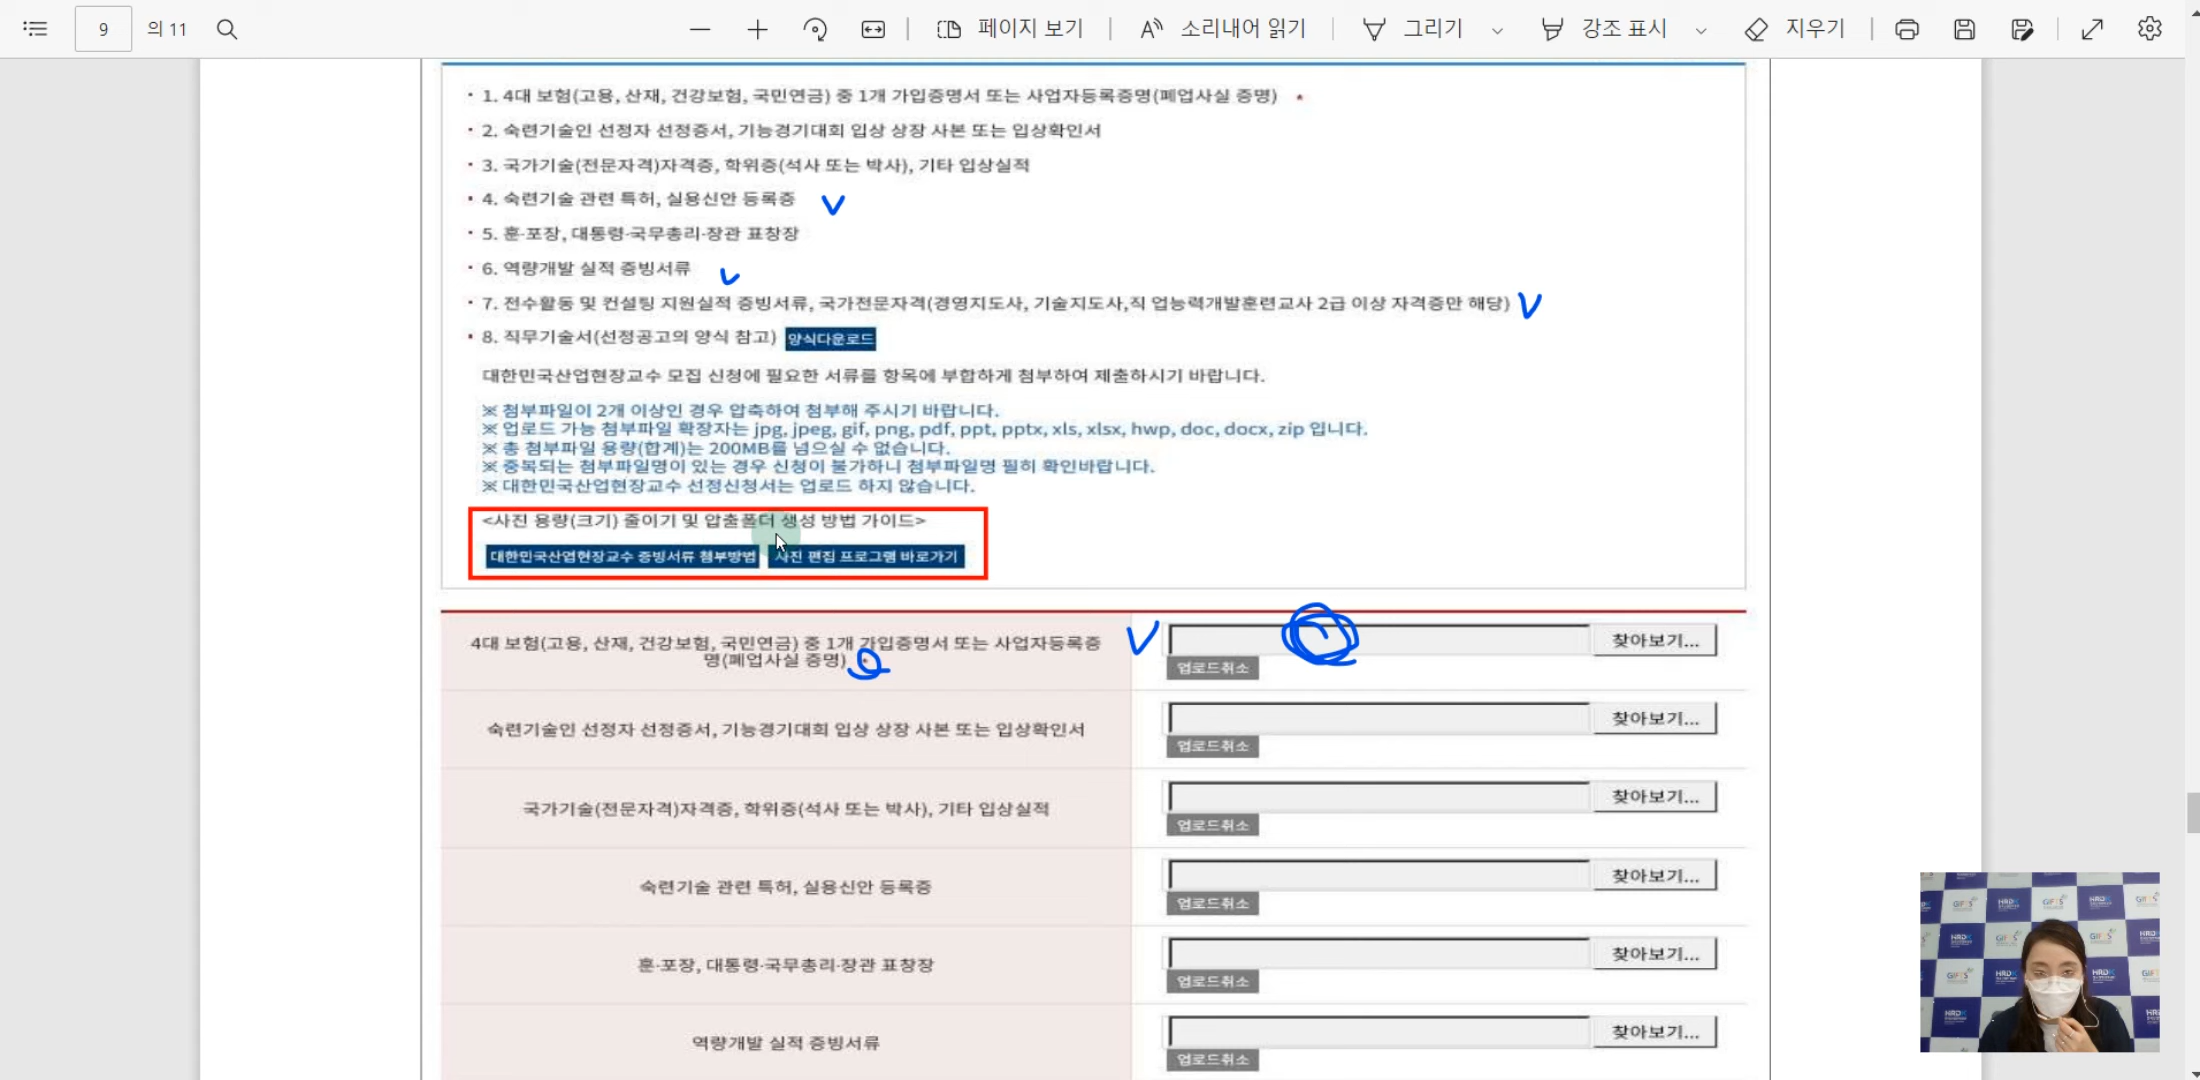 9 의 11 페이지 보기 소리내어 읽기 그리기 강조 표시 지우기
· 1. 4대 보험(고용, 산재, 건강보험, 국민연금) 중 1개 가입증명서 또는 사업자등록증명(폐업사실 증명) *
· 2. 숙련기술인 선정자 선정증서, 기능경기대회 입상 상장 사본 또는 입상확인서
· 3. 국가기술(전문자격)자격증, 학위증(석사 또는 박사), 기타 입상실적
· 4. 숙련기술 관련 특허, 실용신안 등록증
· 5. 훈·포장, 대통령·국무총리·장관 표창장
· 6. 역량개발 실적 증빙서류
· 7. 전수활동 및 컨설팅 지원실적 증빙서류, 국가전문자격(경영지도사, 기술지도사,직 업능력개발훈련교사 2급 이상 자격증만 해당)
· 8. 직무기술서(선정공고의 양식 참고) 양식다운로드
대한민국산업현장교수 모집 신청에 필요한 서류를 항목에 부합하게 첨부하여 제출하시기 바랍니다.
※ 첨부파일이 2개 이상인 경우 압축하여 첨부해 주시기 바랍니다.
※ 업로드 가능 첨부파일 확장자는 jpg, jpeg, gif, png, pdf, ppt, pptx, xls, xlsx, hwp, doc, docx, zip 입니다.
※ 총 첨부파일 용량(합계)는 200MB를 넘으실 수 없습니다.
※ 중복되는 첨부파일명이 있는 경우 신청이 불가하니 첨부파일명 필히 확인바랍니다.
※ 대한민국산업현장교수 선정신청서는 업로드 하지 않습니다.
<사진 용량(크기) 줄이기 및 압출폴더 생성 방법 가이드>
대한민국산업현장교수 증빙서류 첨부방법 사진 편집 프로그램 바로가기
4대 보험(고용, 산재, 건강보험, 국민연금) 중 1개 가입증명서 또는 사업자등록증
명(폐업사실 증명) *
찾아보기...
업로드취소
숙련기술인 선정자 선정증서, 기능경기대회 입상 상장 사본 또는 입상확인서
찾아보기...
업로드취소
국가기술(전문자격)자격증, 학위증(석사 또는 박사), 기타 입상실적
찾아보기...
업로드취소
숙련기술 관련 특허, 실용신안 등록증
찾아보기...
업로드취소
훈·포장, 대통령·국무총리·장관 표창장
찾아보기...
업로드취소
역량개발 실적 증빙서류
찾아보기...
업로드취소